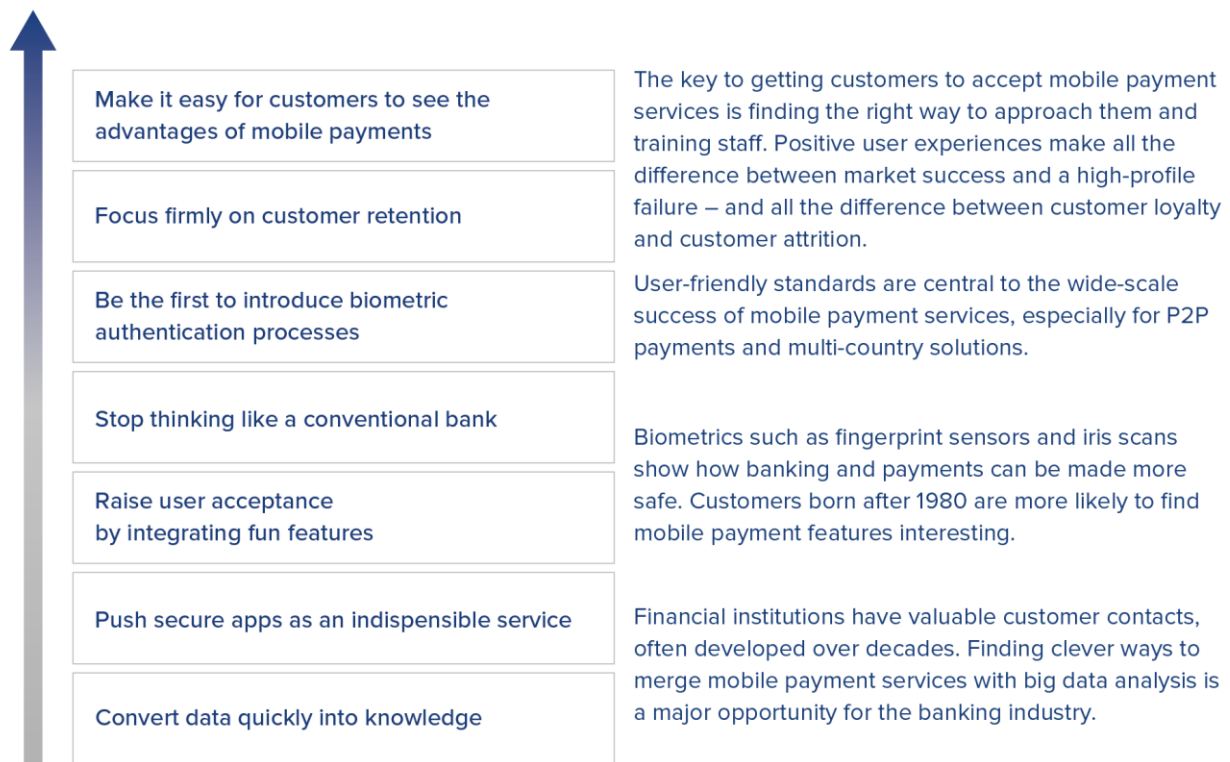 Make it easy for customers to see the
advantages of mobile payments
Focus firmly on customer retention
Be the first to introduce biometric
authentication processes
Stop thinking like a conventional bank
Raise user acceptance
by integrating fun features
Push secure apps as an indispensible service
Convert data quickly into knowledge
The key to getting customers to accept mobile payment
services is finding the right way to approach them and
training staff. Positive user experiences make all the
difference between market success and a high-profile
failure – and all the difference between customer loyalty
and customer attrition.
User-friendly standards are central to the wide-scale
success of mobile payment services, especially for P2P
payments and multi-country solutions.
Biometrics such as fingerprint sensors and iris scans
show how banking and payments can be made more
safe. Customers born after 1980 are more likely to find
mobile payment features interesting.
Financial institutions have valuable customer contacts,
often developed over decades. Finding clever ways to
merge mobile payment services with big data analysis is
a major opportunity for the banking industry.